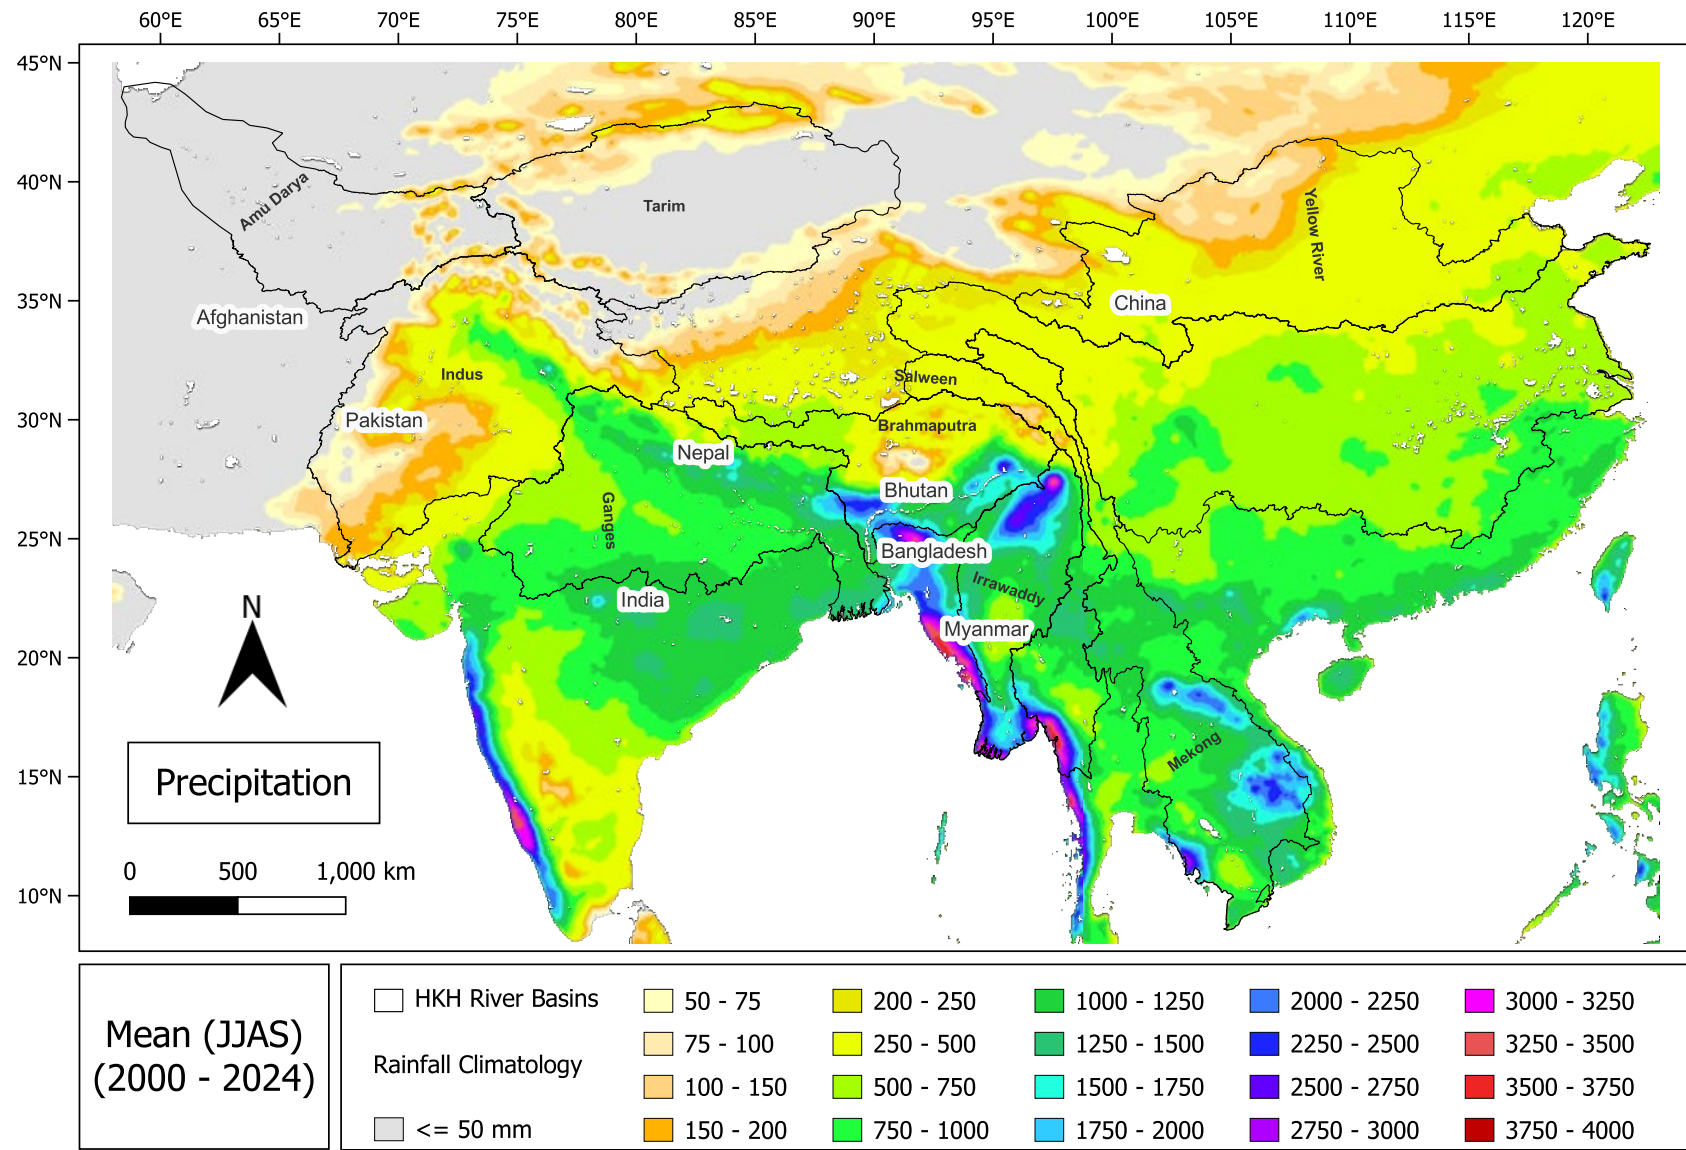 60°E 65°E 70°E 75°E 80°E 85°E 90°E 95°E 100°E 105°E 110°E 115°E 120°E
45°N
40°N
35°N
30°N
25°N
20°N
15°N
10°N
Amu Darya
Tarim
Yellow River
Afghanistan
China
Indus
Salween
Pakistan
Brahmaputra
Nepal
Bhutan
Ganges
Bangladesh
India
Irrawaddy
Myanmar
Mekong
N
Precipitation
0 500 1,000 km
Mean (JJAS)
(2000 - 2024)
HKH River Basins
Rainfall Climatology
<= 50 mm
50 - 75
75 - 100
100 - 150
150 - 200
200 - 250
250 - 500
500 - 750
750 - 1000
1000 - 1250
1250 - 1500
1500 - 1750
1750 - 2000
2000 - 2250
2250 - 2500
2500 - 2750
2750 - 3000
3000 - 3250
3250 - 3500
3500 - 3750
3750 - 4000